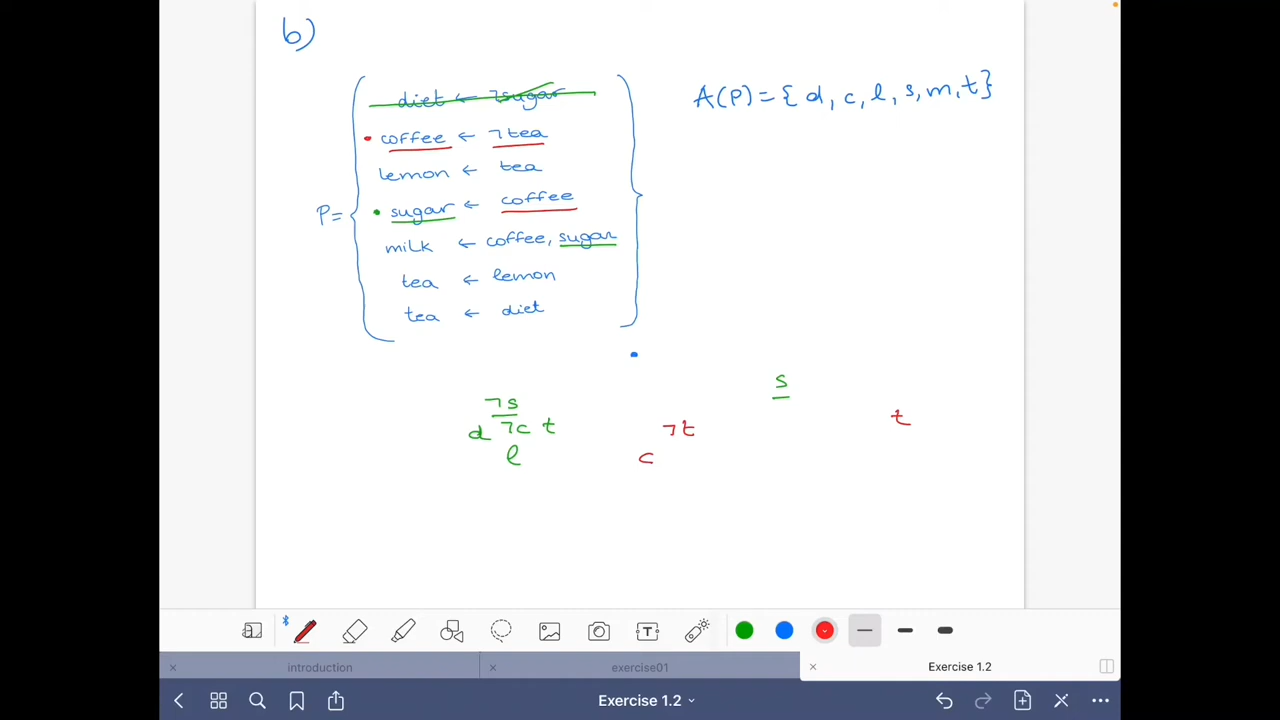 b)
diet ← ¬sugar
A(P) = { d, c, l, s, m, t }
• coffee ← ¬tea
lemon ← tea
P =
• sugar ← coffee
milk ← coffee, sugar
tea ← lemon
tea ← diet
s
¬s
t
d ¬c t
¬t
l
c
T
introduction
exercise01
Exercise 1.2
Exercise 1.2